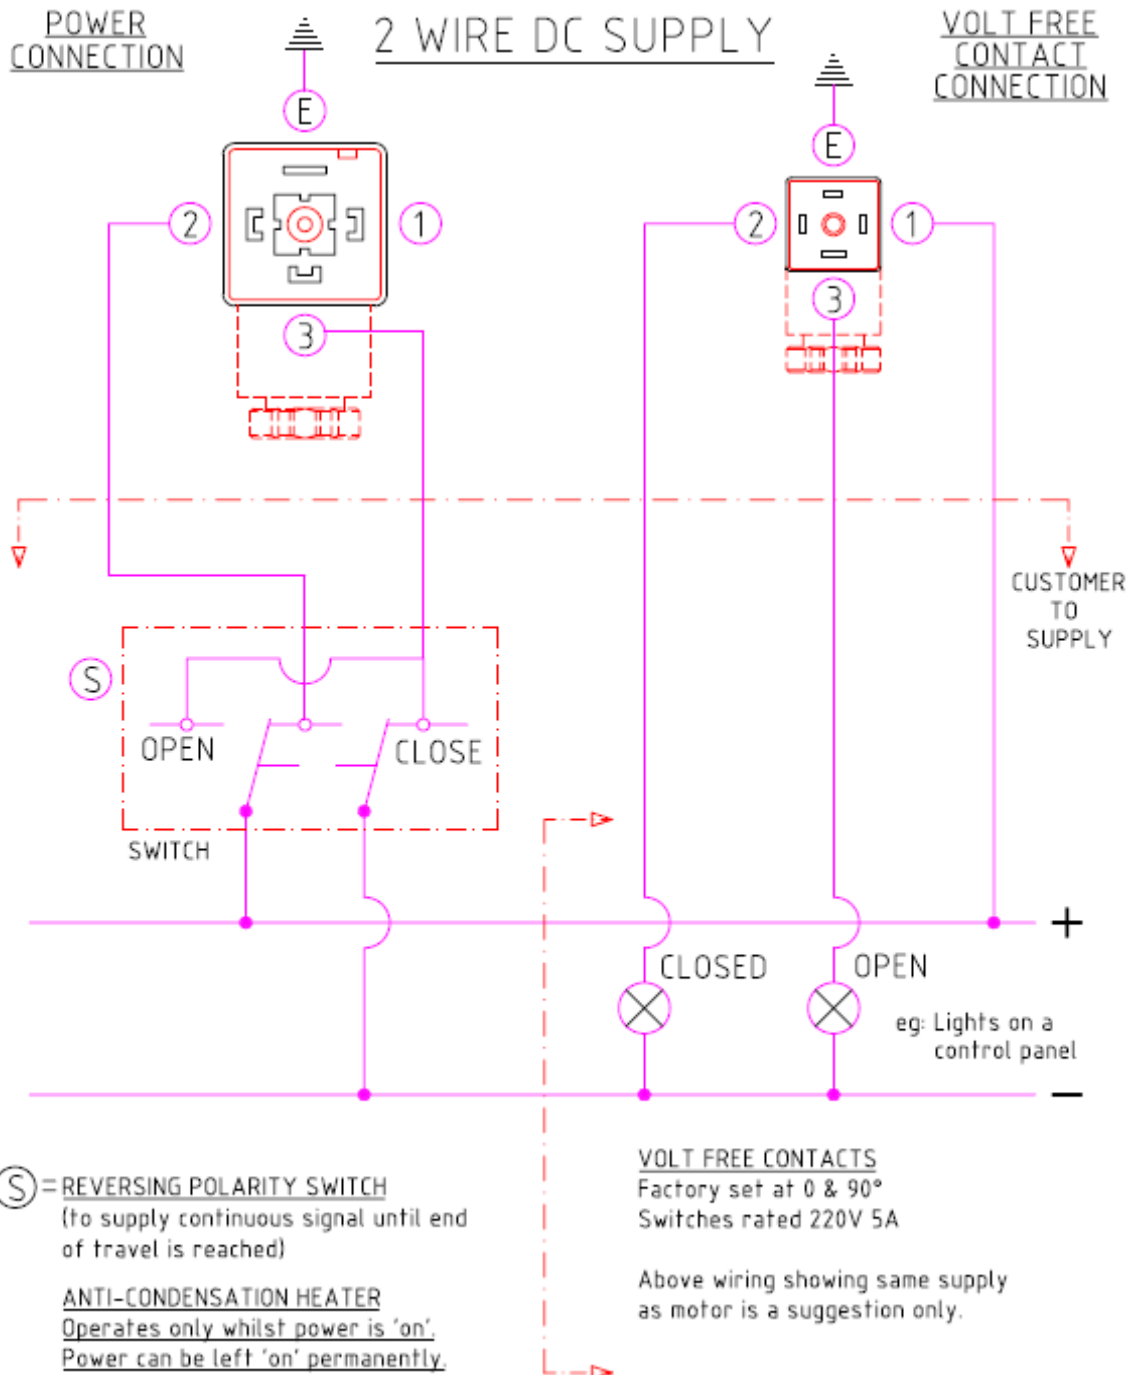 POWER
CONNECTION
2 WIRE DC SUPPLY
VOLT FREE
CONTACT
CONNECTION
E
E
2
1
2
1
3
3
CUSTOMER
TO
SUPPLY
S
OPEN
CLOSE
SWITCH
+
CLOSED
OPEN
eg: Lights on a
control panel
−
S = REVERSING POLARITY SWITCH
(to supply continuous signal until end
of travel is reached)
ANTI-CONDENSATION HEATER
Operates only whilst power is 'on'.
Power can be left 'on' permanently.
VOLT FREE CONTACTS
Factory set at 0 & 90°
Switches rated 220V 5A
Above wiring showing same supply
as motor is a suggestion only.